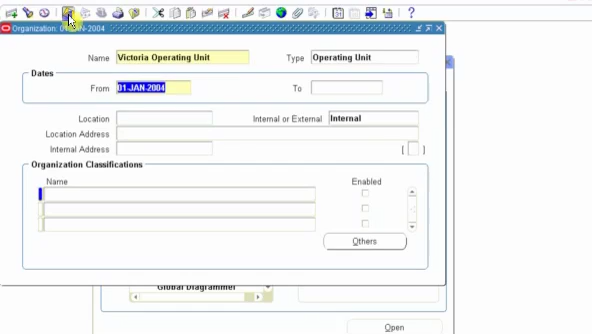 Organization: 01-JAN-2004
Name Victoria Operating Unit Type Operating Unit
Dates
From 01-JAN-2004 To
Location Internal or External Internal
Location Address
Internal Address [ ]
Organization Classifications
Name Enabled
Others
Global Diagrammer
Open